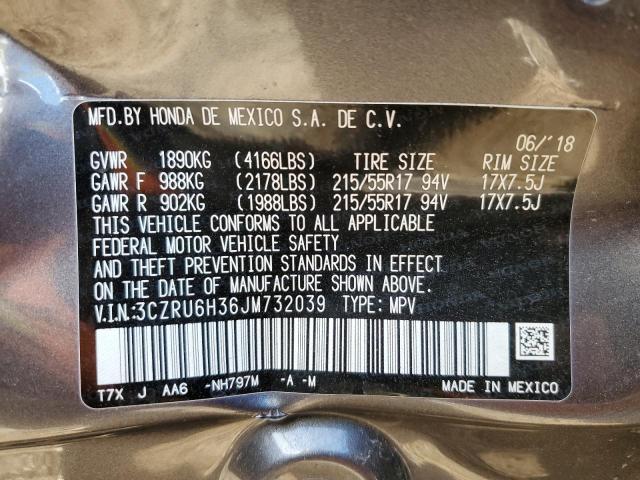 MFD.BY HONDA DE MEXICO S.A. DE C.V.
06/'18
GVWR 1890KG (4166LBS) TIRE SIZE RIM SIZE
GAWR F 988KG (2178LBS) 215/55R17 94V 17X7.5J
GAWR R 902KG (1988LBS) 215/55R17 94V 17X7.5J
THIS VEHICLE CONFORMS TO ALL APPLICABLE
FEDERAL MOTOR VEHICLE SAFETY
AND THEFT PREVENTION STANDARDS IN EFFECT
ON THE DATE OF MANUFACTURE SHOWN ABOVE.
V.I.N:3CZRU6H36JM732039 TYPE: MPV
T7X J AA6 -NH797M -A -M
MADE IN MEXICO